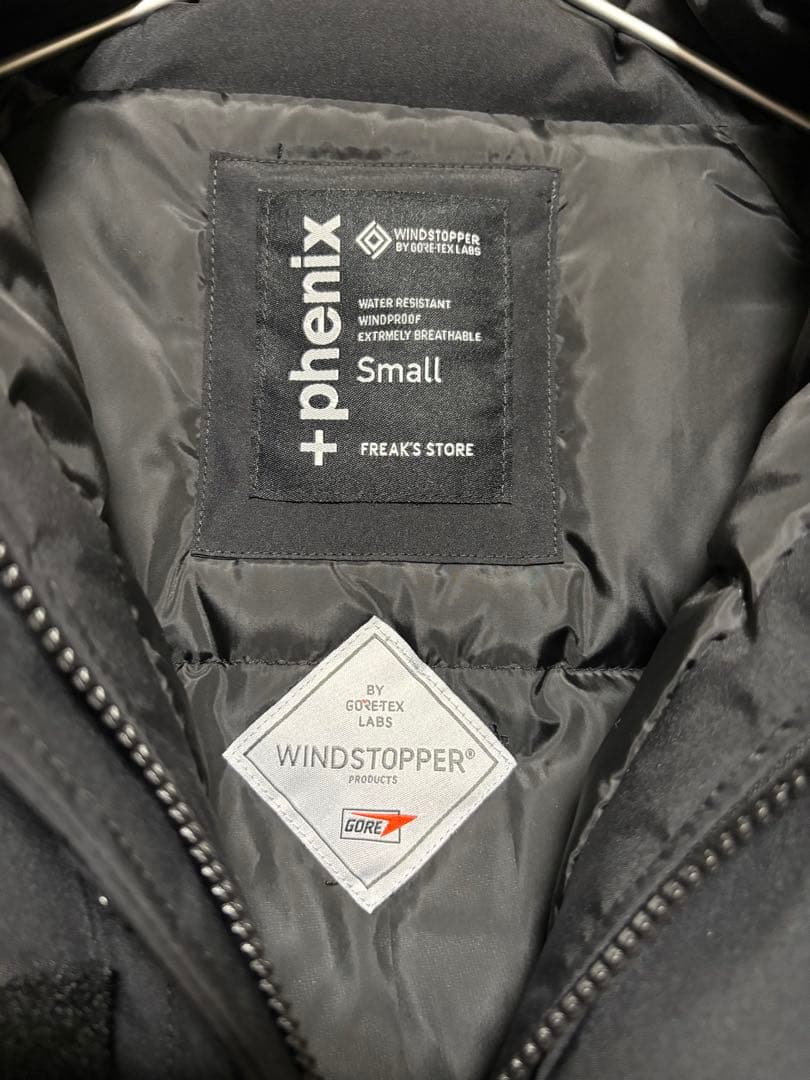 +phenix
WINDSTOPPER
BY GORE-TEX LABS
WATER RESISTANT
WINDPROOF
EXTRMELY BREATHABLE
Small
FREAK'S STORE
BY
GORE-TEX
LABS
WINDSTOPPER®
PRODUCTS
GORE